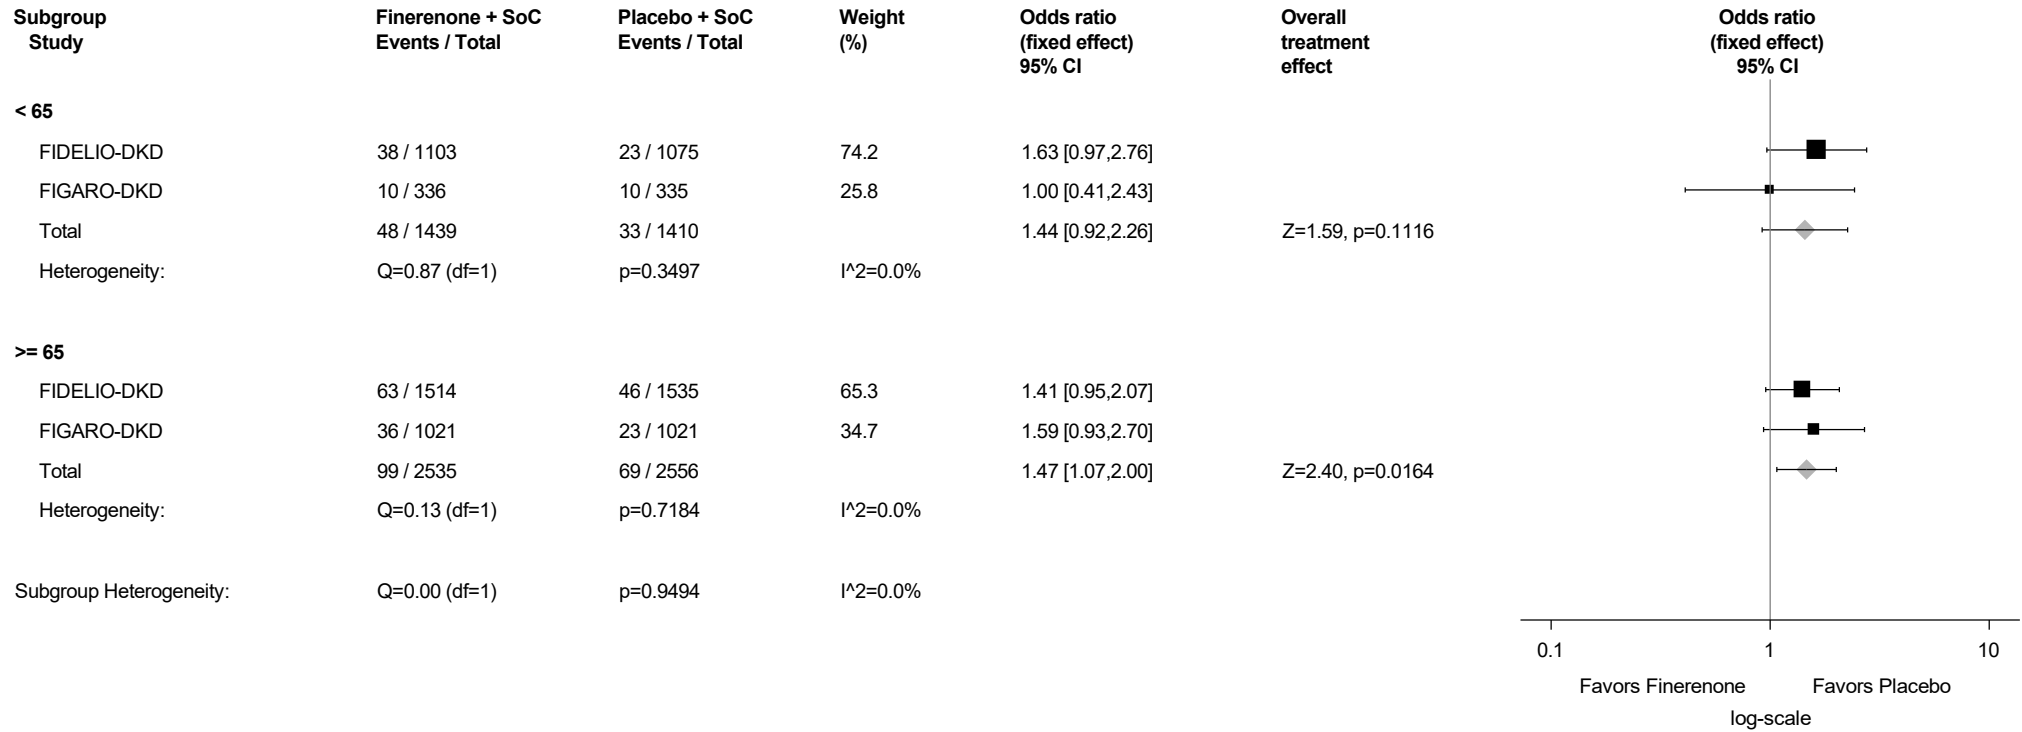 Subgroup Finerenone + SoC Placebo + SoC Weight Odds ratio Overall Odds ratio
Study Events / Total Events / Total (%) (fixed effect) treatment (fixed effect)
95% CI effect 95% CI
< 65
FIDELIO-DKD 38 / 1103 23 / 1075 74.2 1.63 [0.97,2.76]
FIGARO-DKD 10 / 336 10 / 335 25.8 1.00 [0.41,2.43]
Total 48 / 1439 33 / 1410 1.44 [0.92,2.26] Z=1.59, p=0.1116
Heterogeneity: Q=0.87 (df=1) p=0.3497 I^2=0.0%
>= 65
FIDELIO-DKD 63 / 1514 46 / 1535 65.3 1.41 [0.95,2.07]
FIGARO-DKD 36 / 1021 23 / 1021 34.7 1.59 [0.93,2.70]
Total 99 / 2535 69 / 2556 1.47 [1.07,2.00] Z=2.40, p=0.0164
Heterogeneity: Q=0.13 (df=1) p=0.7184 I^2=0.0%
Subgroup Heterogeneity: Q=0.00 (df=1) p=0.9494 I^2=0.0%
0.1 1 10
Favors Finerenone Favors Placebo
log-scale